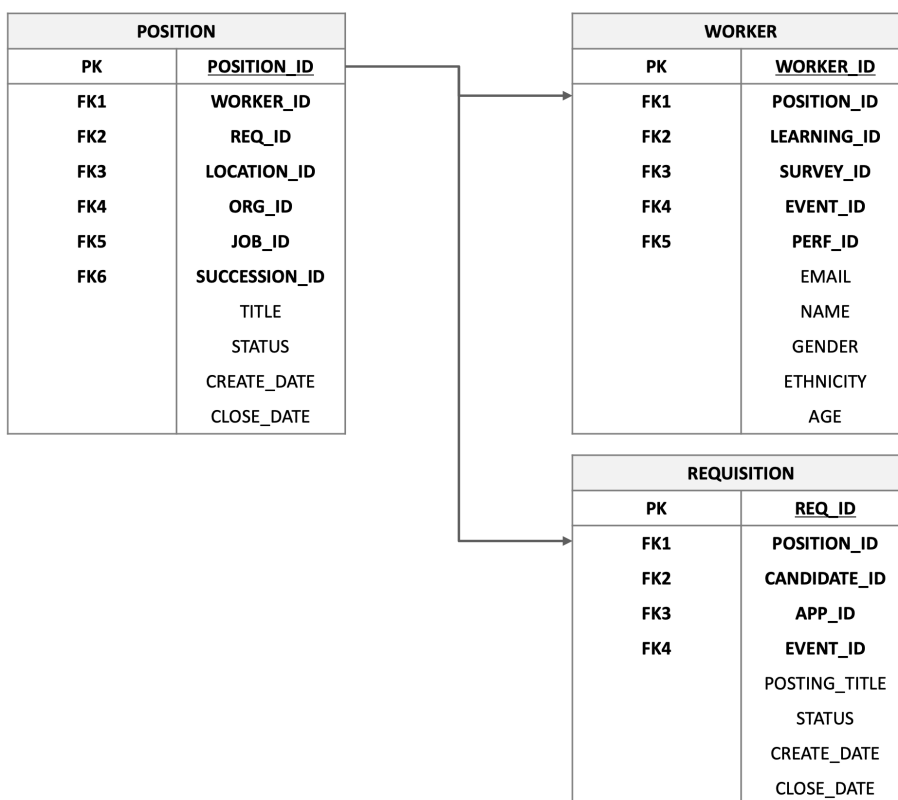 POSITION
PK POSITION_ID
FK1 WORKER_ID
FK2 REQ_ID
FK3 LOCATION_ID
FK4 ORG_ID
FK5 JOB_ID
FK6 SUCCESSION_ID
TITLE
STATUS
CREATE_DATE
CLOSE_DATE
WORKER
PK WORKER_ID
FK1 POSITION_ID
FK2 LEARNING_ID
FK3 SURVEY_ID
FK4 EVENT_ID
FK5 PERF_ID
EMAIL
NAME
GENDER
ETHNICITY
AGE
REQUISITION
PK REQ_ID
FK1 POSITION_ID
FK2 CANDIDATE_ID
FK3 APP_ID
FK4 EVENT_ID
POSTING_TITLE
STATUS
CREATE_DATE
CLOSE_DATE